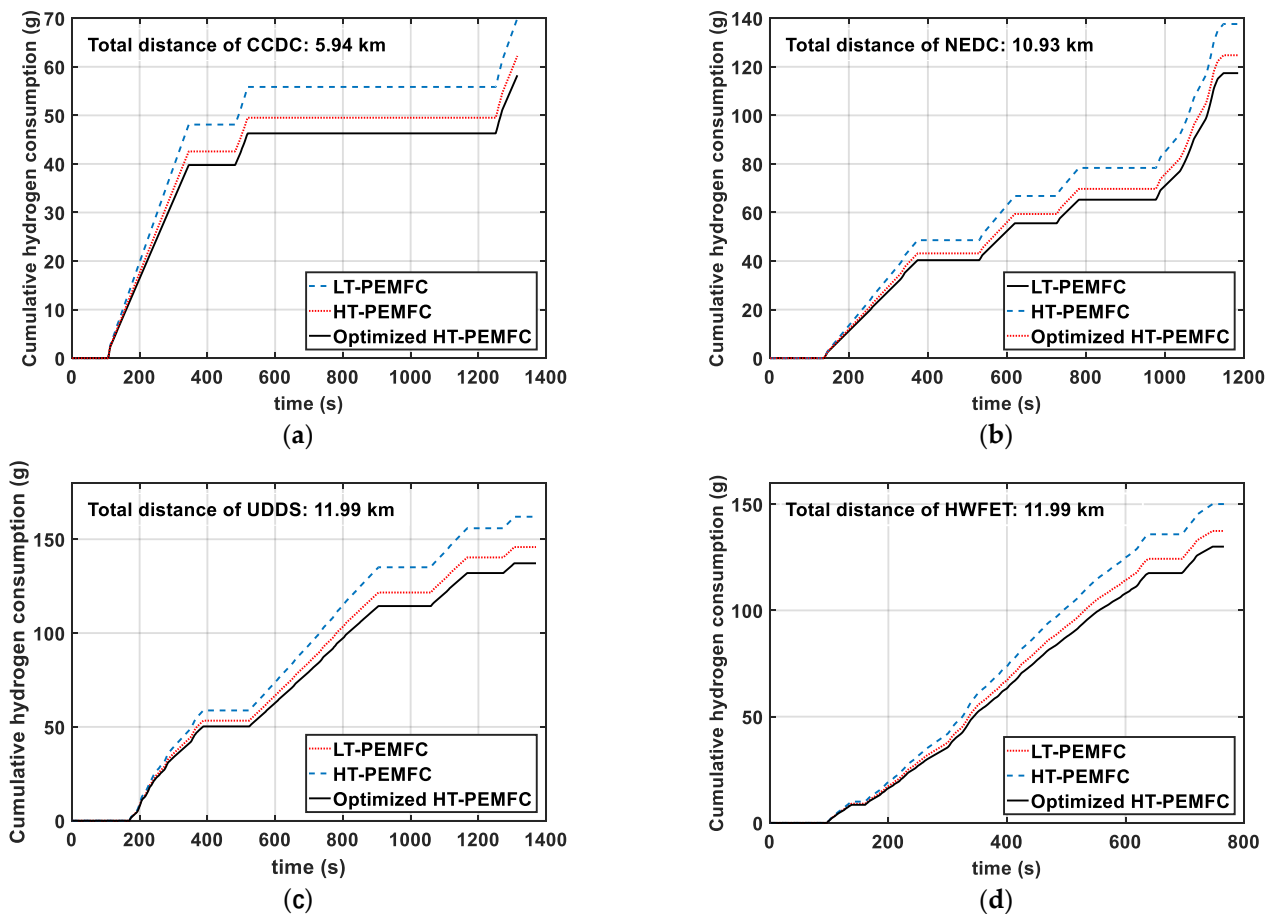 Cumulative hydrogen consumption (g)
70
60
50
40
30
20
10
0
Total distance of CCDC: 5.94 km
LT-PEMFC
HT-PEMFC
Optimized HT-PEMFC
0 200 400 600 800 1000 1200 1400
time (s)
(a)
Cumulative hydrogen consumption (g)
140
120
100
80
60
40
20
0
Total distance of NEDC: 10.93 km
LT-PEMFC
HT-PEMFC
Optimized HT-PEMFC
0 200 400 600 800 1000 1200
time (s)
(b)
Cumulative hydrogen consumption (g)
150
100
50
0
Total distance of UDDS: 11.99 km
LT-PEMFC
HT-PEMFC
Optimized HT-PEMFC
0 200 400 600 800 1000 1200 1400
time (s)
(c)
Cumulative hydrogen consumption (g)
150
100
50
0
Total distance of HWFET: 11.99 km
LT-PEMFC
HT-PEMFC
Optimized HT-PEMFC
0 200 400 600 800
time (s)
(d)